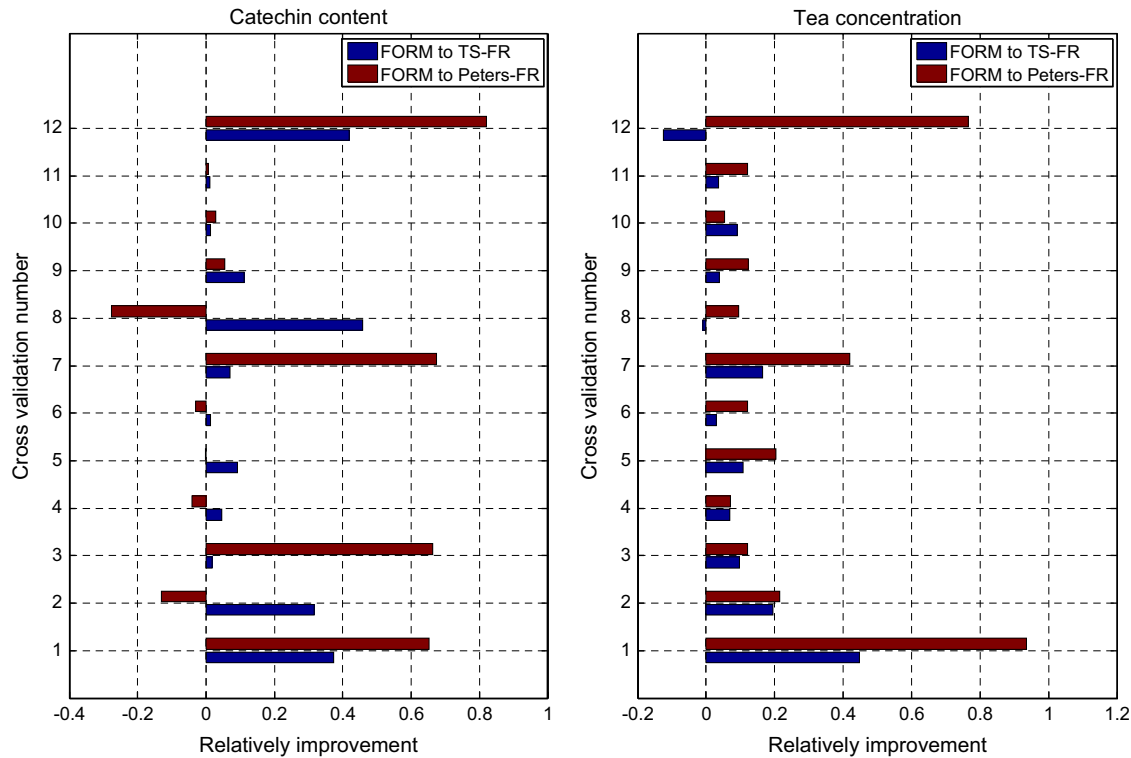 Catechin content
FORM to TS-FR
FORM to Peters-FR
12
11
10
9
8
7
6
5
4
3
2
1
Cross validation number
-0.4 -0.2 0 0.2 0.4 0.6 0.8 1
Relatively improvement
Tea concentration
FORM to TS-FR
FORM to Peters-FR
12
11
10
9
8
7
6
5
4
3
2
1
Cross validation number
-0.2 0 0.2 0.4 0.6 0.8 1 1.2
Relatively improvement